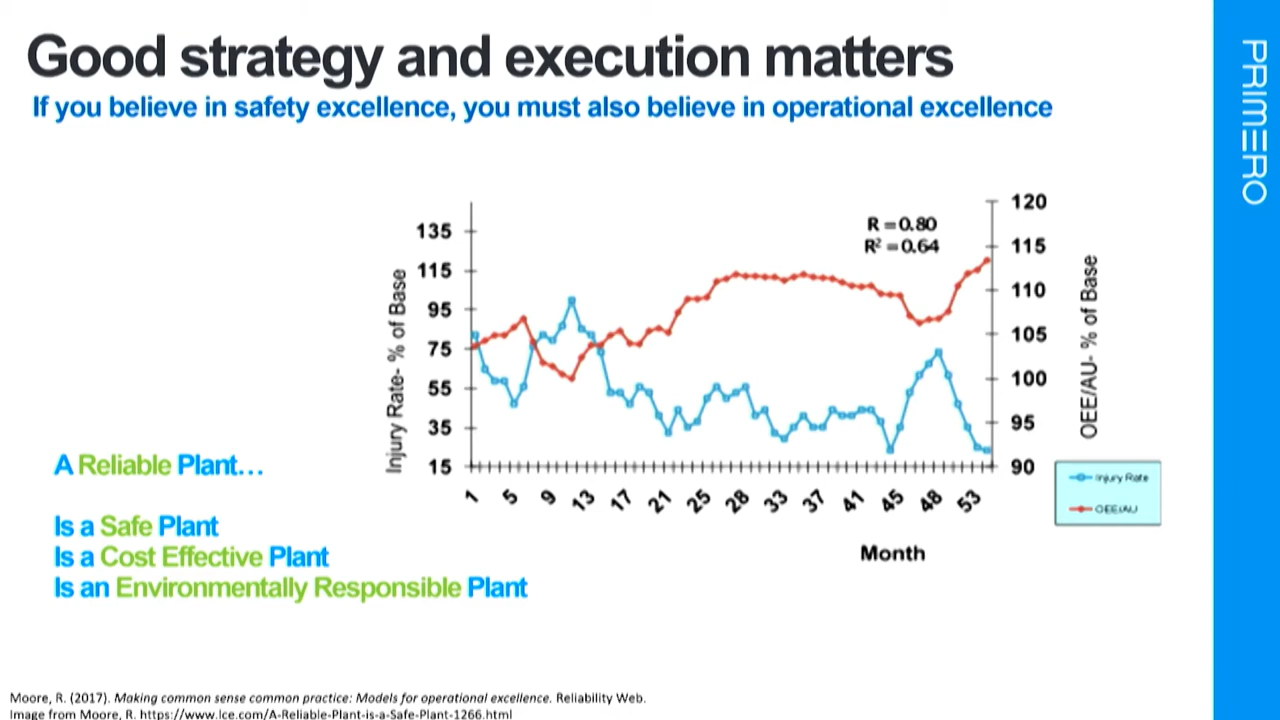 Good strategy and execution matters
If you believe in safety excellence, you must also believe in operational excellence
PRIMERO
A Reliable Plant...
Is a Safe Plant
Is a Cost Effective Plant
Is an Environmentally Responsible Plant
Injury Rate- % of Base
135
115
95
75
55
35
15
R = 0.80
R² = 0.64
120
115
110
105
100
95
90
OEE/AU- % of Base
1 5 9 13 17 21 25 28 33 37 41 45 48 53
Month
Injury Rate
OEE/AU
Moore, R. (2017). Making common sense common practice: Models for operational excellence. Reliability Web.
Image from Moore, R. https://www.lce.com/A-Reliable-Plant-is-a-Safe-Plant-1266.html